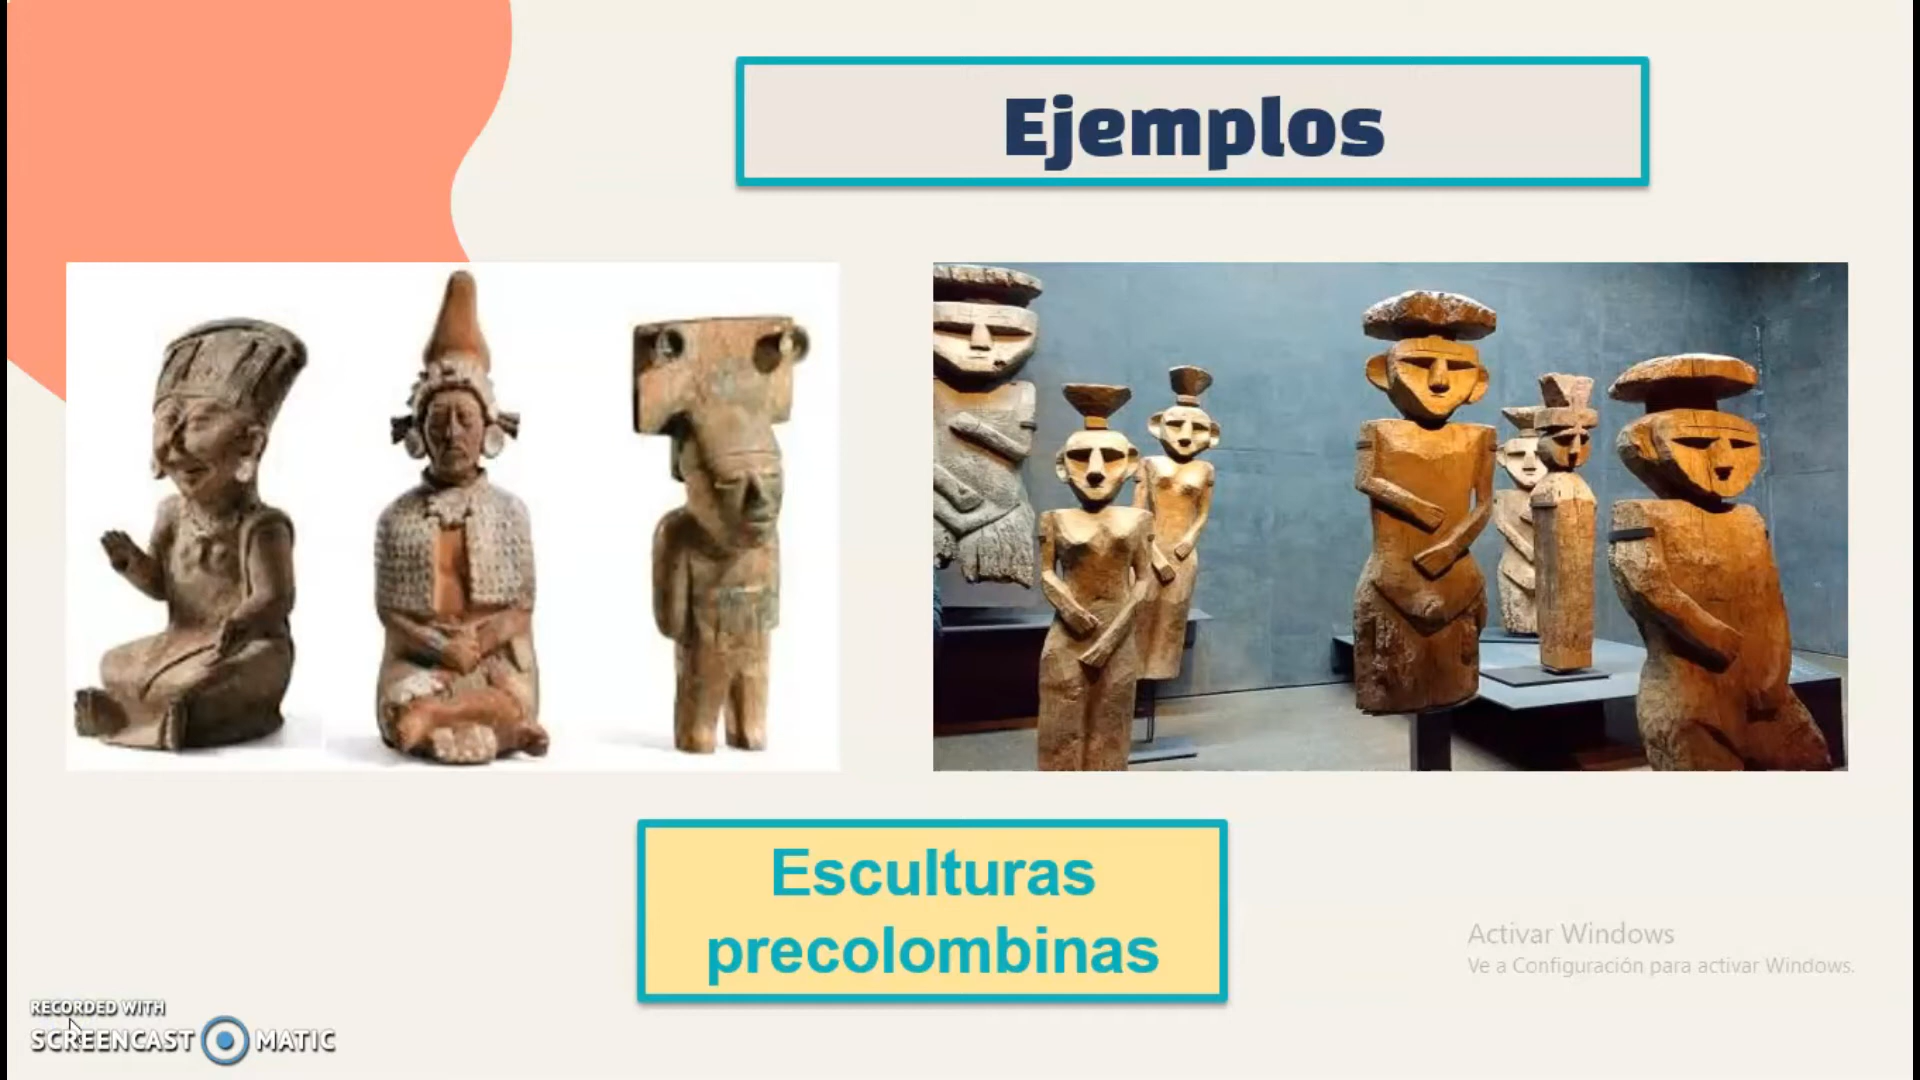 Ejemplos
Esculturas
precolombinas
Activar Windows
Ve a Configuración para activar Windows.
RECORDED WITH
SCREENCAST MATIC